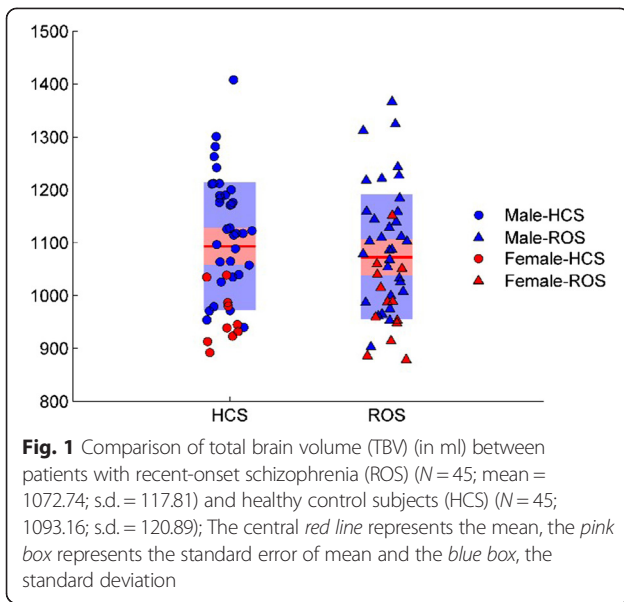 1500
1400
1300
1200
1100
1000
900
800
HCS ROS
Male-HCS
Male-ROS
Female-HCS
Female-ROS
Fig. 1 Comparison of total brain volume (TBV) (in ml) between
patients with recent-onset schizophrenia (ROS) (N = 45; mean =
1072.74; s.d. = 117.81) and healthy control subjects (HCS) (N = 45;
1093.16; s.d. = 120.89); The central red line represents the mean, the pink
box represents the standard error of mean and the blue box, the
standard deviation